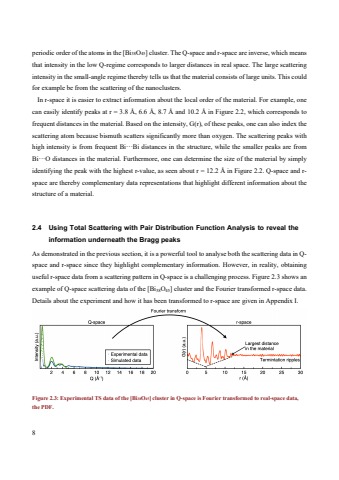 periodic order of the atoms in the [Bi₃₈O₄₅] cluster. The Q-space and r-space are inverse, which means
that intensity in the low Q-regime corresponds to larger distances in real space. The large scattering
intensity in the small-angle regime thereby tells us that the material consists of large units. This could
for example be from the scattering of the nanoclusters.
In r-space it is easier to extract information about the local order of the material. For example, one
can easily identify peaks at r = 3.8 Å, 6.6 Å, 8.7 Å and 10.2 Å in Figure 2.2, which corresponds to
frequent distances in the material. Based on the intensity, G(r), of these peaks, one can also index the
scattering atom because bismuth scatters significantly more than oxygen. The scattering peaks with
high intensity is from frequent Bi···Bi distances in the structure, while the smaller peaks are from
Bi···O distances in the material. Furthermore, one can determine the size of the material by simply
identifying the peak with the highest r-value, as seen about r = 12.2 Å in Figure 2.2. Q-space and r-
space are thereby complementary data representations that highlight different information about the
structure of a material.
2.4 Using Total Scattering with Pair Distribution Function Analysis to reveal the
information underneath the Bragg peaks
As demonstrated in the previous section, it is a powerful tool to analyse both the scattering data in Q-
space and r-space since they highlight complementary information. However, in reality, obtaining
useful r-space data from a scattering pattern in Q-space is a challenging process. Figure 2.3 shows an
example of Q-space scattering data of the [Bi₃₈O₄₅] cluster and the Fourier transformed r-space data.
Details about the experiment and how it has been transformed to r-space are given in Appendix I.
Fourier transform
Q-space r-space
Intensity (a.u.)
Experimental data
Simulated data
2 4 6 8 10 12 14 16 18 20
Q (Å⁻¹)
G(r) (a.u.)
Largest distance
in the material
Termintation ripples
0 5 10 15 20 25 30
r (Å)
Figure 2.3: Experimental TS data of the [Bi₃₈O₄₅] cluster in Q-space is Fourier transformed to real-space data,
the PDF.
8